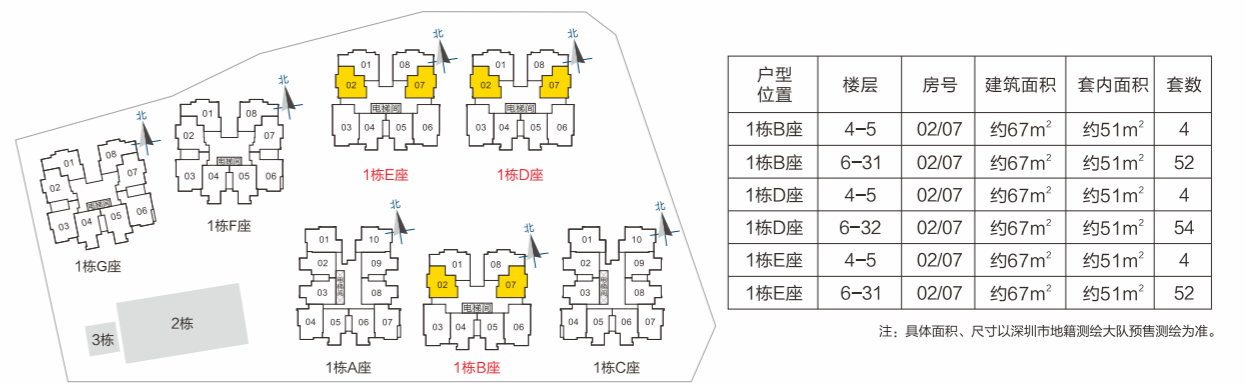 北
北
01
08
02
07
电梯间
03 04 05 06
1栋E座
北
01
08
02
07
电梯间
03 04 05 06
1栋D座
北
01
08
02
07
电梯间
03 04 05 06
1栋F座
北
01
08
02
07
电梯间
03 04 05 06
1栋G座
北
01
10
02
09
03
08
电梯间
04 05 06 07
1栋A座
北
01
08
02
07
电梯间
03 04 05 06
1栋B座
北
01
10
02
09
03
08
电梯间
04 05 06 07
1栋C座
2栋
3栋
户型位置 楼层 房号 建筑面积 套内面积 套数
1栋B座 4-5 02/07 约67m² 约51m² 4
1栋B座 6-31 02/07 约67m² 约51m² 52
1栋D座 4-5 02/07 约67m² 约51m² 4
1栋D座 6-32 02/07 约67m² 约51m² 54
1栋E座 4-5 02/07 约67m² 约51m² 4
1栋E座 6-31 02/07 约67m² 约51m² 52
注：具体面积、尺寸以深圳市地籍测绘大队预售测绘为准。